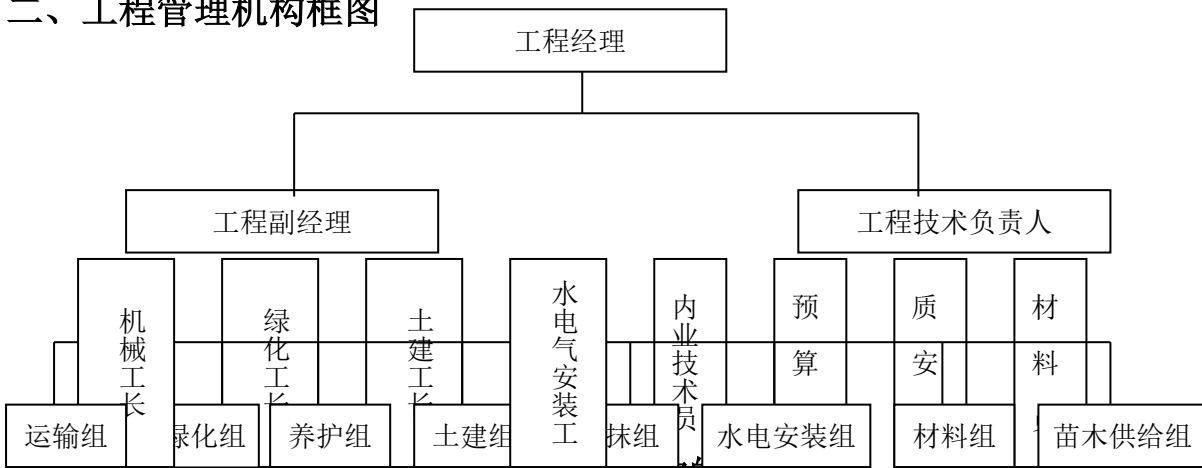 二、工程管理机构框图
工程经理
工程副经理
工程技术负责人
机械工长
绿化工长
土建工长
水电气安装工
内业技术员
预算
质安
材料
运输组
绿化组
养护组
土建组
抹组
水电安装组
材料组
苗木供给组